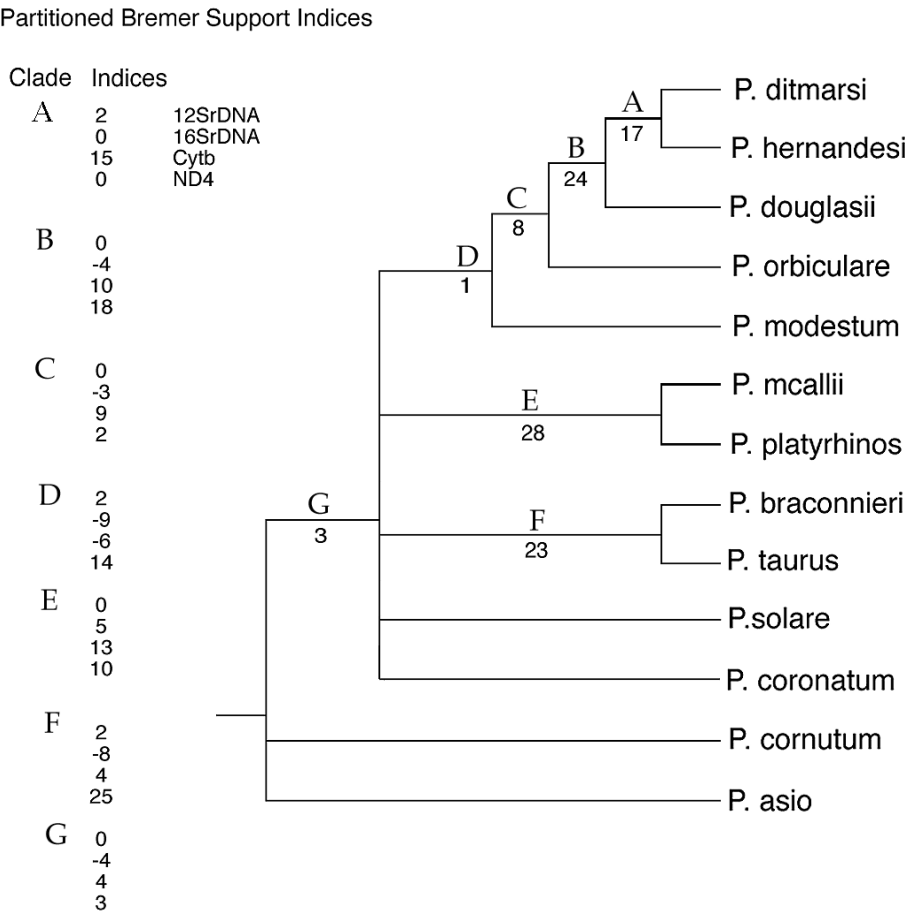 Partitioned Bremer Support Indices
Clade Indices
A
2 12SrDNA
0 16SrDNA
15 Cytb
0 ND4
B
0
-4
10
18
C
0
-3
9
2
D
2
-9
-6
14
E
0
5
13
10
F
2
-8
4
25
G
0
-4
4
3
A
17
B
24
C
8
D
1
E
28
F
23
G
3
P. ditmarsi
P. hernandesi
P. douglasii
P. orbiculare
P. modestum
P. mcallii
P. platyrhinos
P. braconnieri
P. taurus
P.solare
P. coronatum
P. cornutum
P. asio